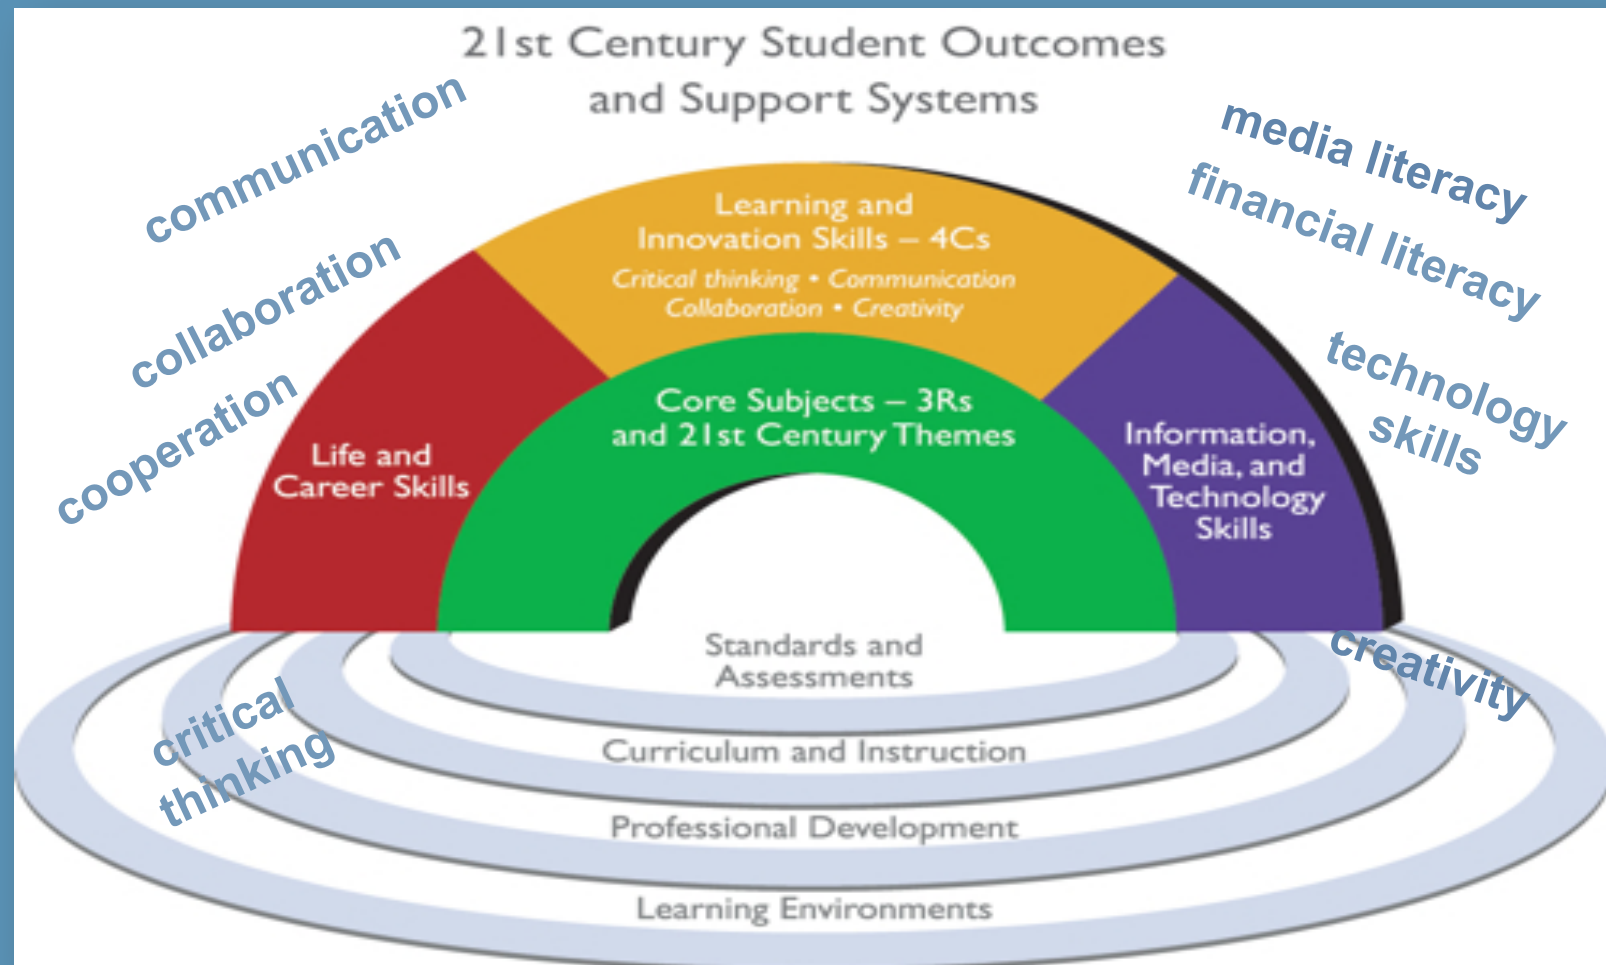 21st Century Student Outcomes
and Support Systems
communication
collaboration
cooperation
critical
thinking
media literacy
financial literacy
technology
skills
creativity
Learning and
Innovation Skills – 4Cs
Critical thinking • Communication
Collaboration • Creativity
Core Subjects – 3Rs
and 21st Century Themes
Life and
Career Skills
Information,
Media, and
Technology
Skills
Standards and
Assessments
Curriculum and Instruction
Professional Development
Learning Environments